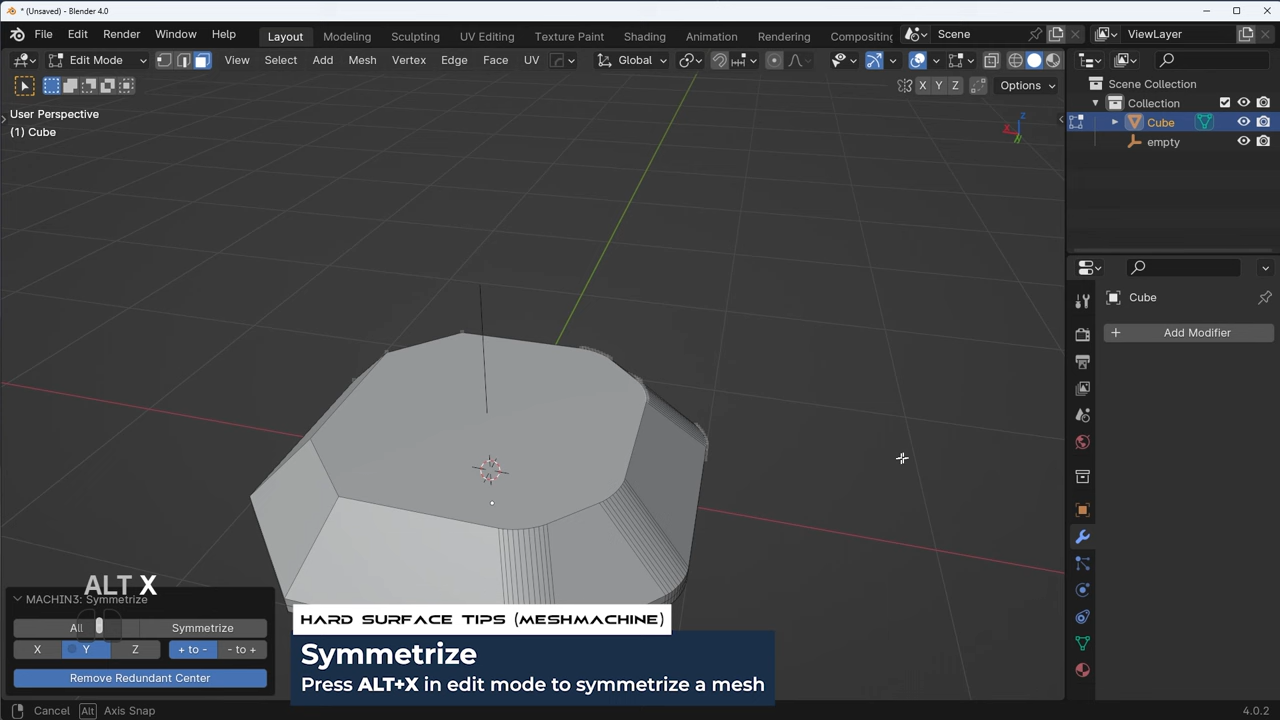 * (Unsaved) - Blender 4.0
File Edit Render Window Help Layout Modeling Sculpting UV Editing Texture Paint Shading Animation Rendering Compositing Scene ViewLayer
Edit Mode View Select Add Mesh Vertex Edge Face UV Global
X Y Z Options
User Perspective
(1) Cube
X
Z
Scene Collection
Collection
Cube
empty
Cube
+ Add Modifier
ALT X
MACHIN3: Symmetrize
All Symmetrize
X Y Z + to - - to +
Remove Redundant Center
HARD SURFACE TIPS (MESHMACHINE)
Symmetrize
Press ALT+X in edit mode to symmetrize a mesh
Cancel Alt Axis Snap 4.0.2